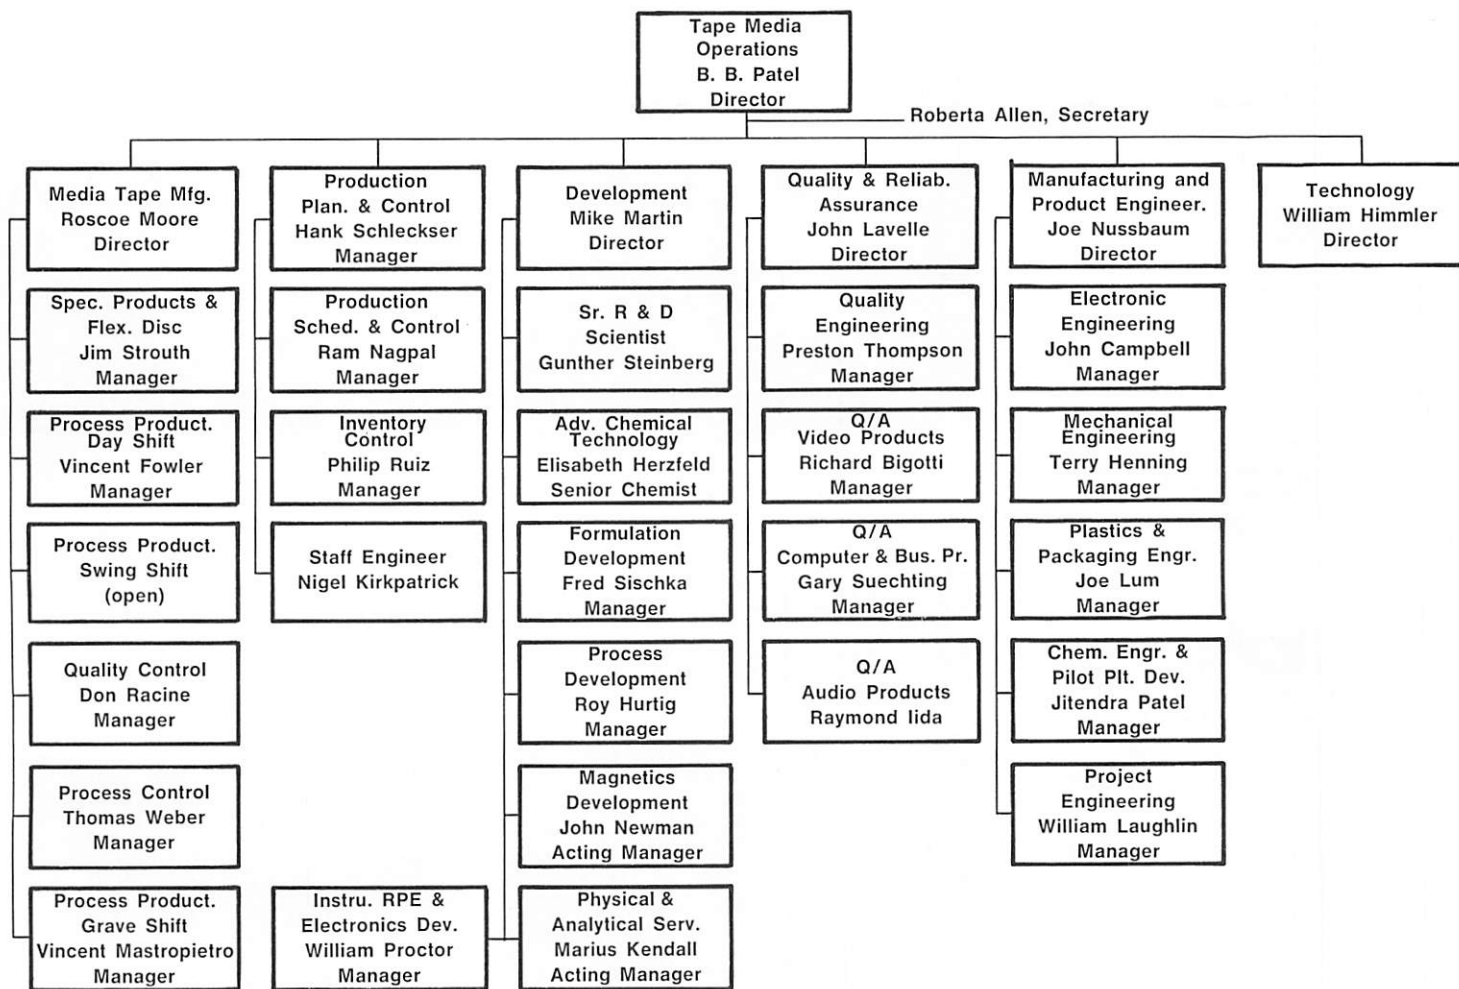 Tape Media
Operations
B. B. Patel
Director
Roberta Allen, Secretary
Media Tape Mfg.
Roscoe Moore
Director
Spec. Products &
Flex. Disc
Jim Strouth
Manager
Process Product.
Day Shift
Vincent Fowler
Manager
Process Product.
Swing Shift
(open)
Quality Control
Don Racine
Manager
Process Control
Thomas Weber
Manager
Process Product.
Grave Shift
Vincent Mastropietro
Manager
Production
Plan. & Control
Hank Schleckser
Manager
Production
Sched. & Control
Ram Nagpal
Manager
Inventory
Control
Philip Ruiz
Manager
Staff Engineer
Nigel Kirkpatrick
Development
Mike Martin
Director
Sr. R & D
Scientist
Gunther Steinberg
Adv. Chemical
Technology
Elisabeth Herzfeld
Senior Chemist
Formulation
Development
Fred Sischka
Manager
Process
Development
Roy Hurtig
Manager
Magnetics
Development
John Newman
Acting Manager
Instru. RPE &
Electronics Dev.
William Proctor
Manager
Physical &
Analytical Serv.
Marius Kendall
Acting Manager
Quality & Reliab.
Assurance
John Lavelle
Director
Quality
Engineering
Preston Thompson
Manager
Q/A
Video Products
Richard Bigotti
Manager
Q/A
Computer & Bus. Pr.
Gary Suechting
Manager
Q/A
Audio Products
Raymond Iida
Manufacturing and
Product Engineer.
Joe Nussbaum
Director
Electronic
Engineering
John Campbell
Manager
Mechanical
Engineering
Terry Henning
Manager
Plastics &
Packaging Engr.
Joe Lum
Manager
Chem. Engr. &
Pilot Plt. Dev.
Jitendra Patel
Manager
Project
Engineering
William Laughlin
Manager
Technology
William Himmler
Director